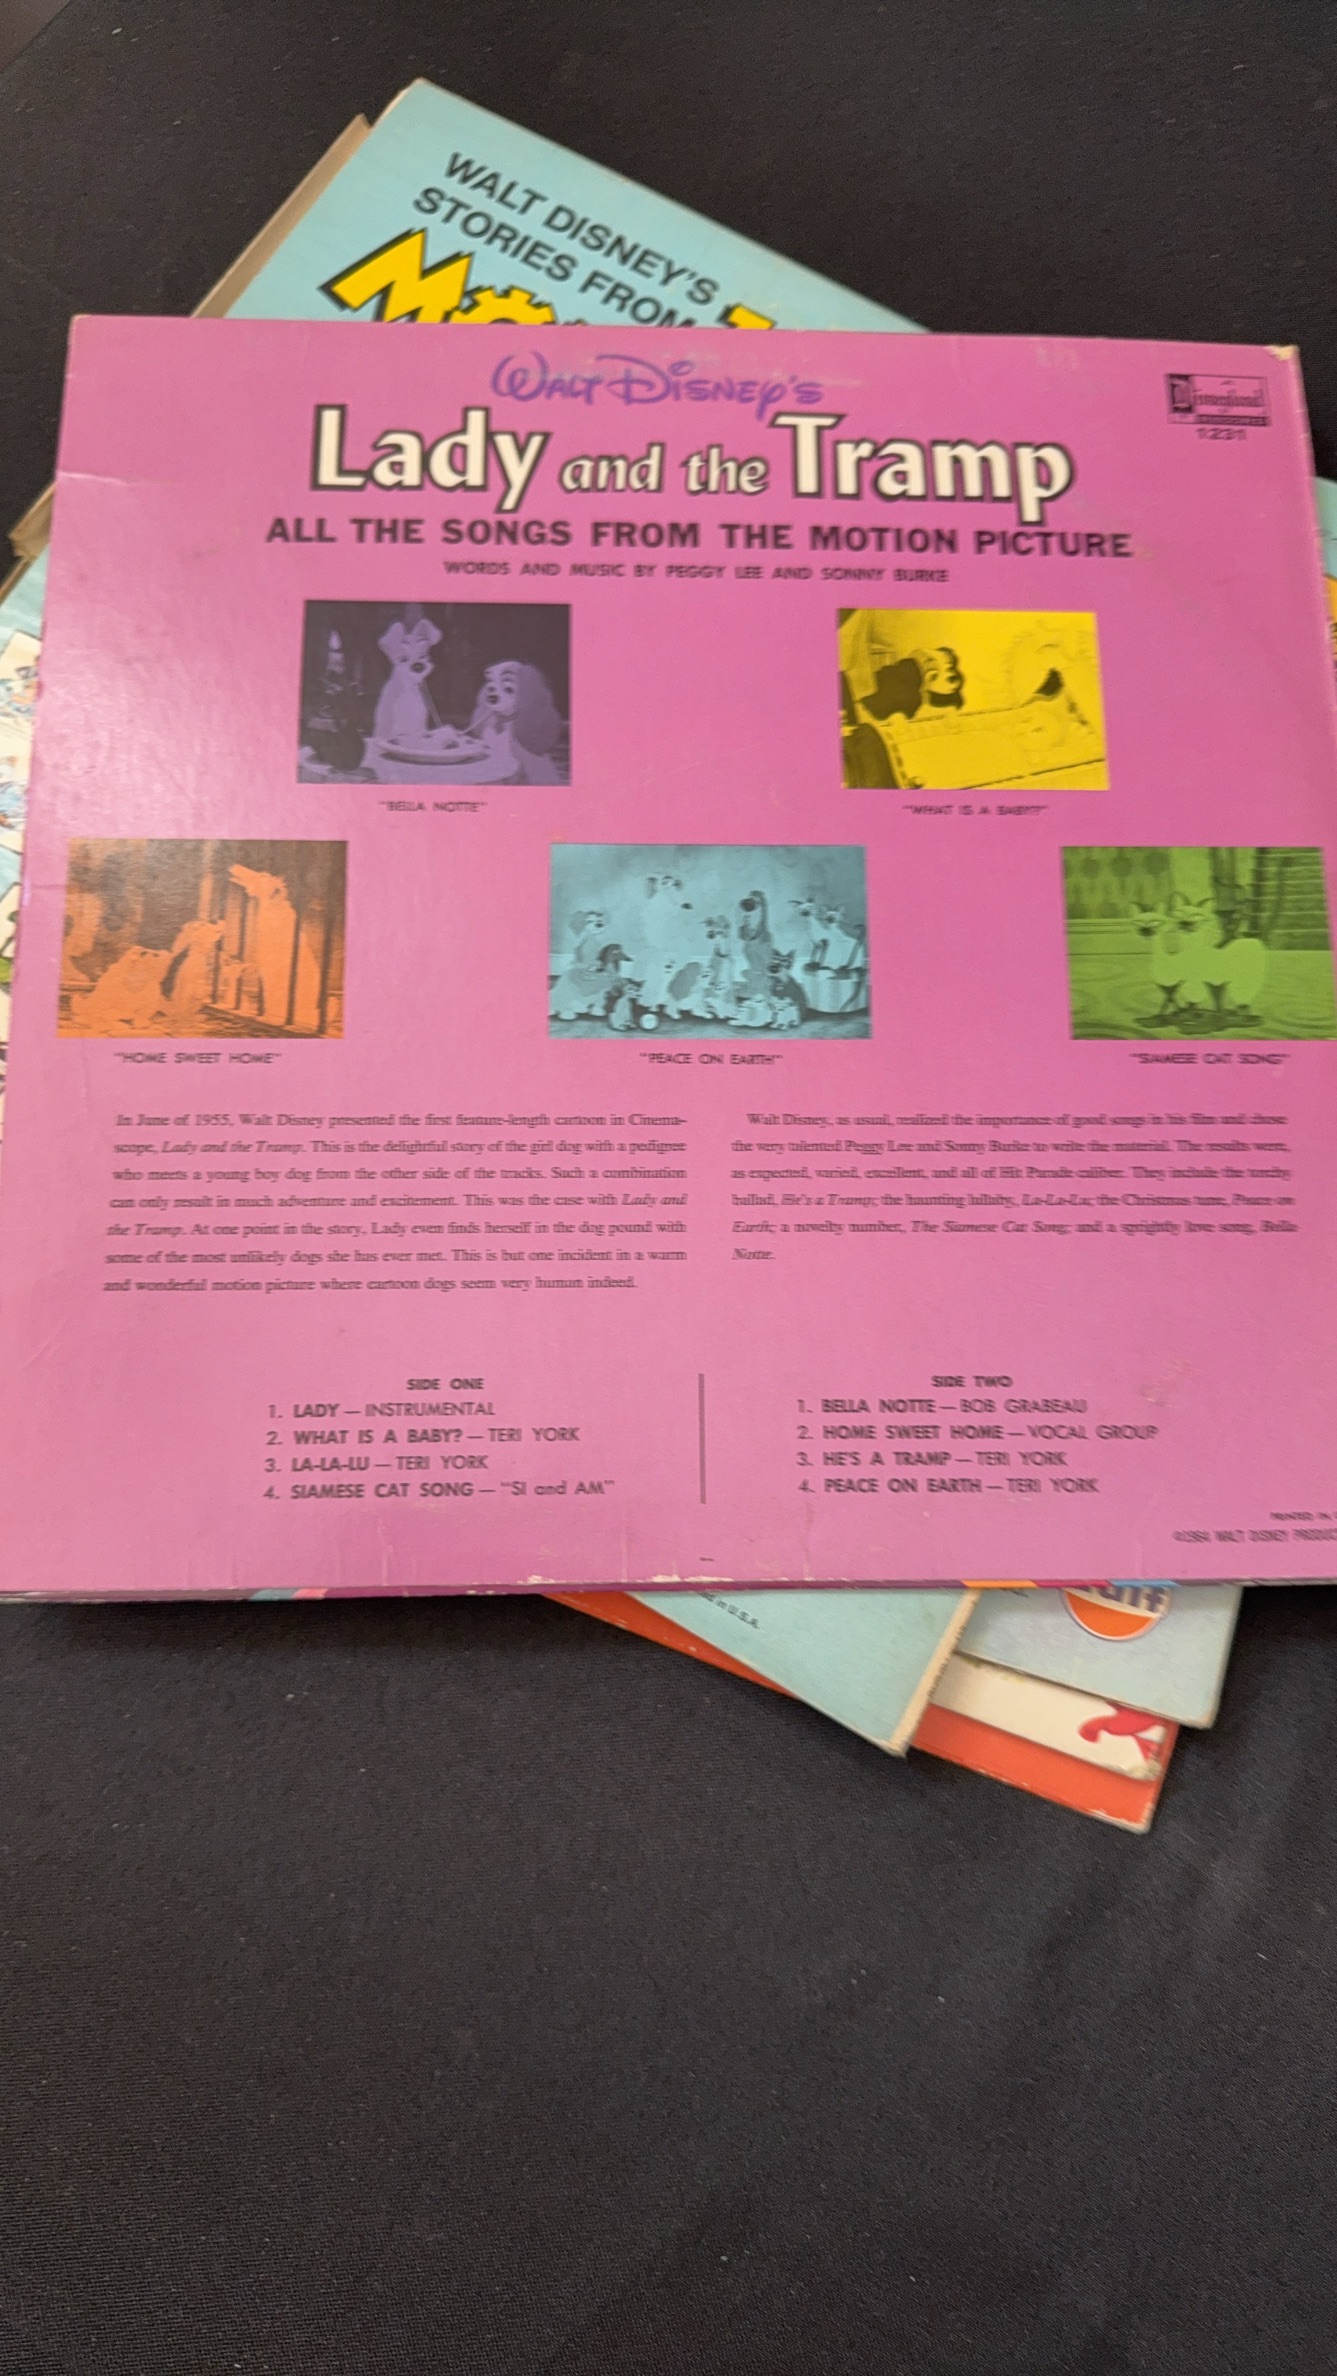 WALT DISNEY'S
STORIES FROM
WALT DISNEY'S
Disneyland
1231
Lady and the Tramp
ALL THE SONGS FROM THE MOTION PICTURE
WORDS AND MUSIC BY PEGGY LEE AND SONNY BURKE
"BELLA NOTTE"
"WHAT IS A BABY?"
"HOME SWEET HOME"
"PEACE ON EARTH"
"SIAMESE CAT SONG"
In June of 1955, Walt Disney presented the first feature-length cartoon in Cinema-
scope, Lady and the Tramp. This is the delightful story of the girl dog with a pedigree
who meets a young boy dog from the other side of the tracks. Such a combination
can only result in much adventure and excitement. This was the case with Lady and
the Tramp. At one point in the story, Lady even finds herself in the dog pound with
some of the most unlikely dogs she has ever met. This is but one incident in a warm
and wonderful motion picture where cartoon dogs seem very human indeed.
Walt Disney, as usual, realized the importance of good songs in his film and chose
the very talented Peggy Lee and Sonny Burke to write the material. The results were,
as expected, varied, excellent, and all of Hit Parade caliber. They include the torchy
ballad, He's a Tramp; the haunting lullaby, La-La-Lu; the Christmas tune, Peace on
Earth; a novelty number, The Siamese Cat Song; and a sprightly love song, Bella
Notte.
SIDE ONE
1. LADY — INSTRUMENTAL
2. WHAT IS A BABY? — TERI YORK
3. LA-LA-LU — TERI YORK
4. SIAMESE CAT SONG — "SI and AM"
SIDE TWO
1. BELLA NOTTE — BOB GRABEAU
2. HOME SWEET HOME — VOCAL GROUP
3. HE'S A TRAMP — TERI YORK
4. PEACE ON EARTH — TERI YORK
PRINTED IN
©1964 WALT DISNEY PRODUC
in U.S.A.